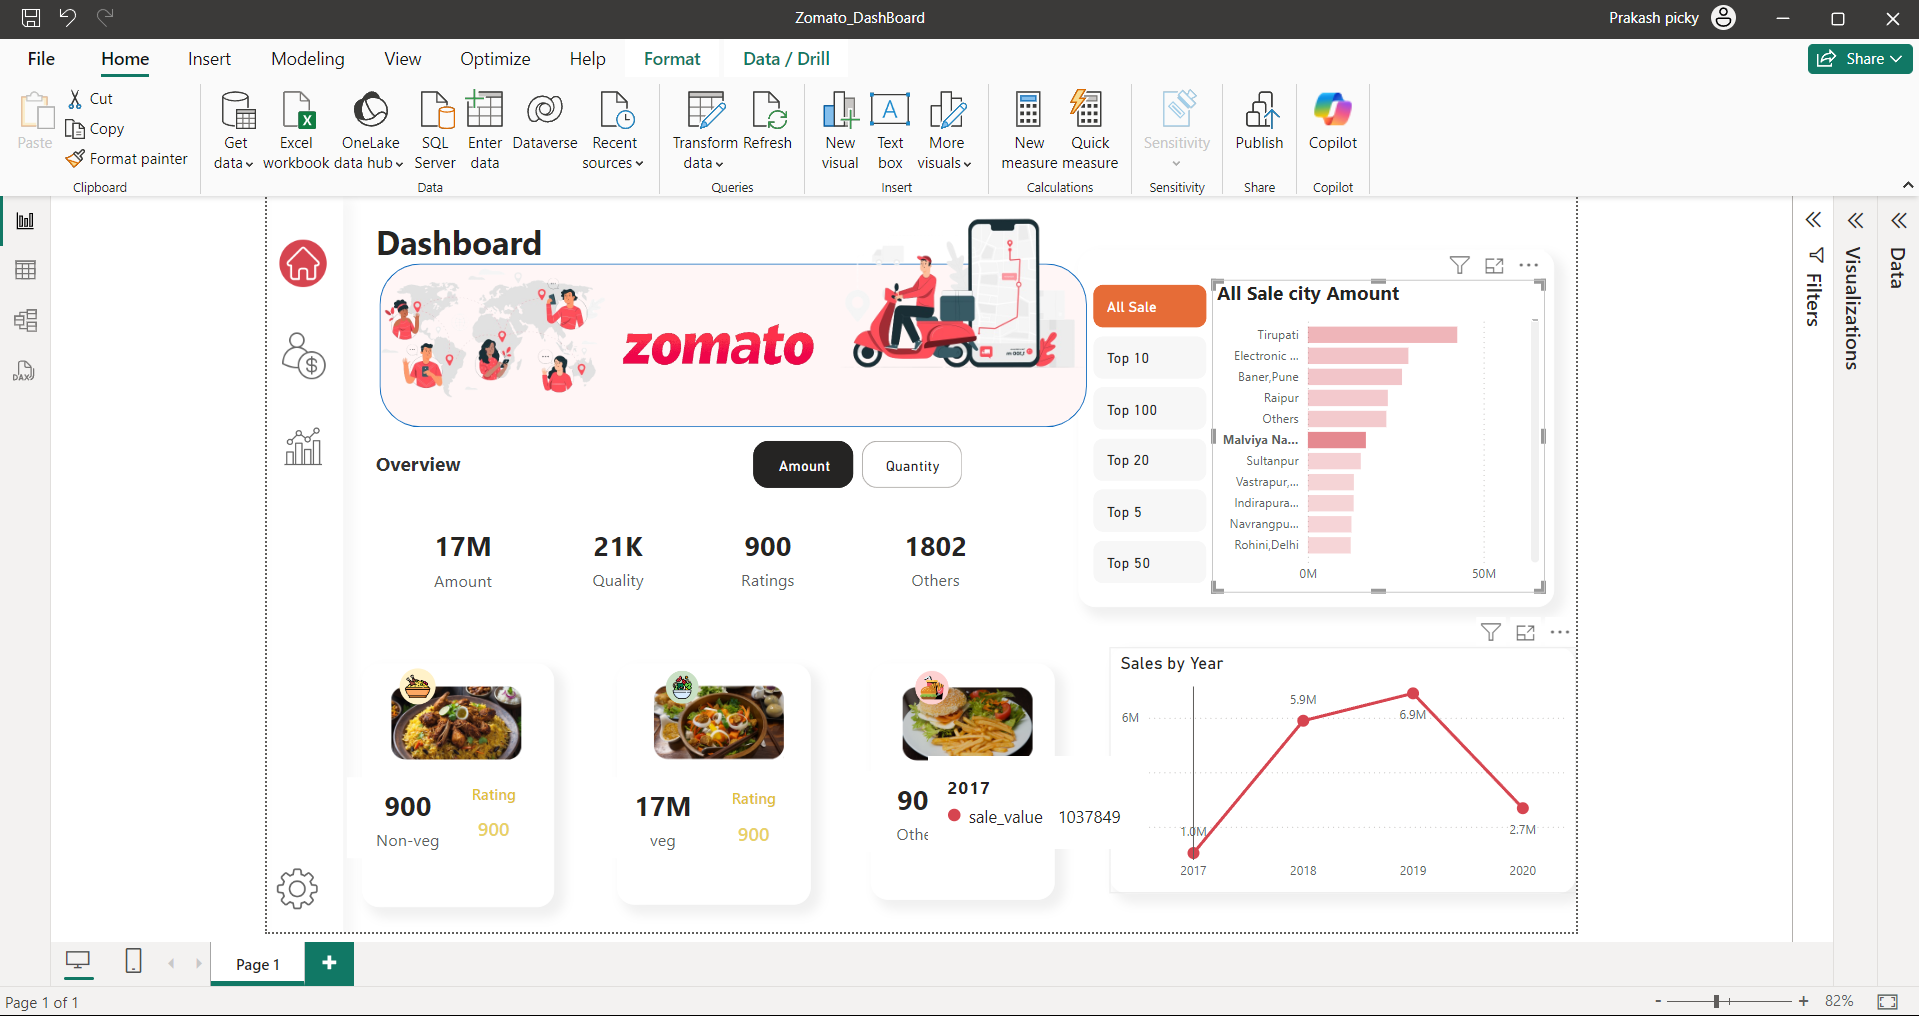 Zomato_DashBoard
Prakash picky
File Home Insert Modeling View Optimize Help Format Data / Drill
Share
Paste
Cut
Copy
Format painter
Clipboard
Get data
Excel workbook
OneLake data hub
SQL Server
Enter data
Dataverse
Recent sources
Data
Transform data
Refresh
Queries
New visual
Text box
More visuals
Insert
New measure
Quick measure
Calculations
Sensitivity
Sensitivity
Publish
Share
Copilot
Copilot
Dashboard
zomato
All Sale
Top 10
Top 100
Top 20
Top 5
Top 50
All Sale city Amount
Tirupati
Electronic ...
Baner,Pune
Raipur
Others
Malviya Na...
Sultanpur
Vastrapur,...
Indirapura...
Navrangpu...
Rohini,Delhi
0M 50M
Overview
Amount Quantity
17M
Amount
21K
Quality
900
Ratings
1802
Others
900
Non-veg
Rating
900
17M
veg
Rating
900
90
Othe
2017
sale_value 1037849
Sales by Year
6M
1.0M
5.9M
6.9M
2.7M
2017 2018 2019 2020
Filters
Visualizations
Data
DAX
Page 1
+
Page 1 of 1
- + 82%